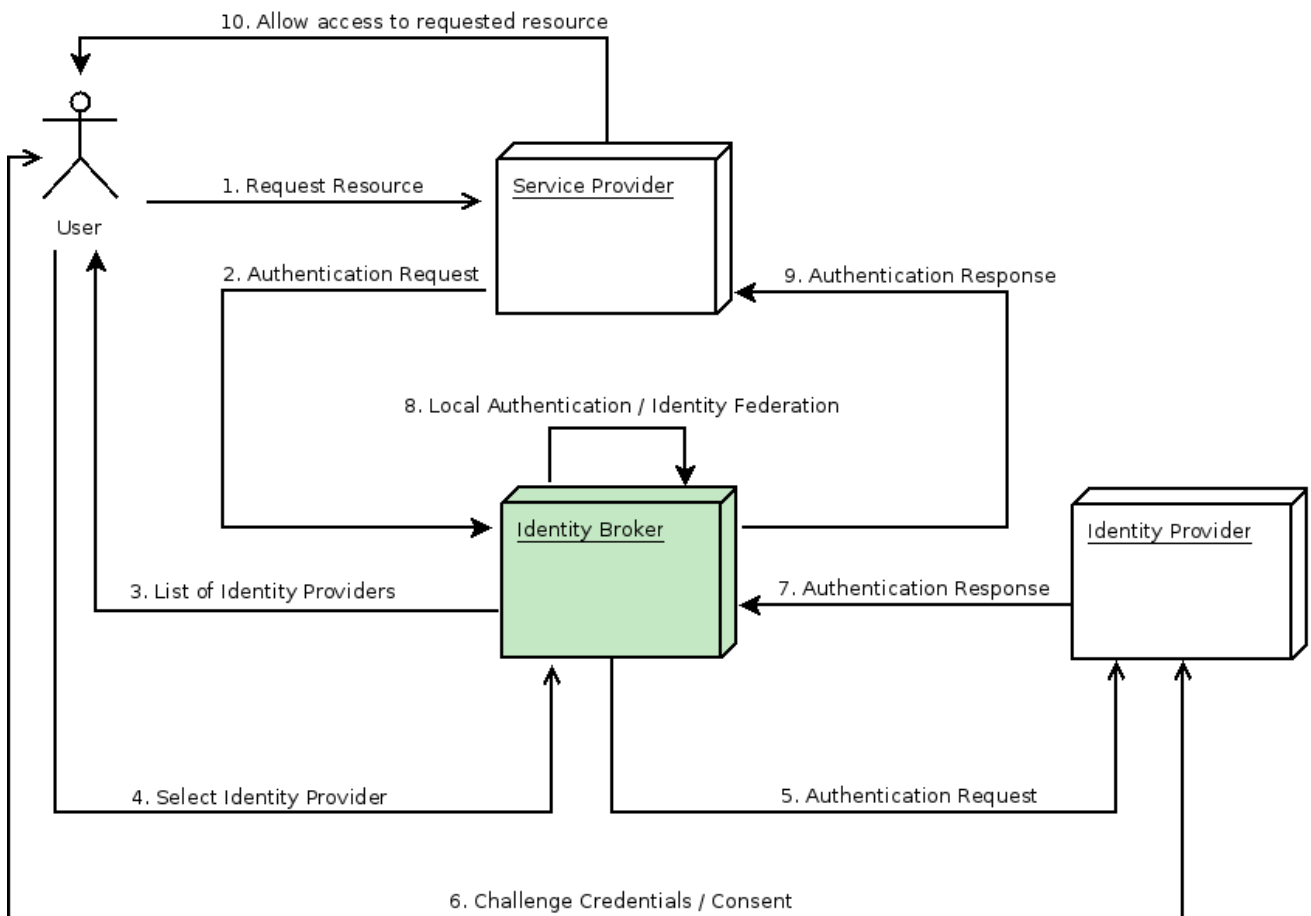 10. Allow access to requested resource
Service Provider
1. Request Resource
User
2. Authentication Request
9. Authentication Response
8. Local Authentication / Identity Federation
Identity Broker
Identity Provider
3. List of Identity Providers
7. Authentication Response
4. Select Identity Provider
5. Authentication Request
6. Challenge Credentials / Consent